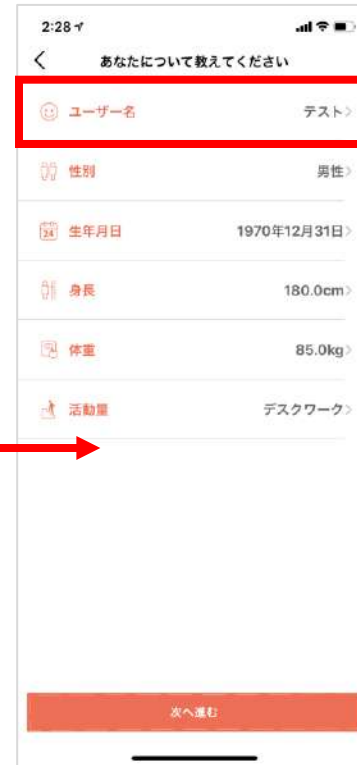 2:28
あなたについて教えてください
ユーザー名 テスト
性別 男性
24 生年月日 1970年12月31日
身長 180.0cm
体重 85.0kg
活動量 デスクワーク
次へ進む